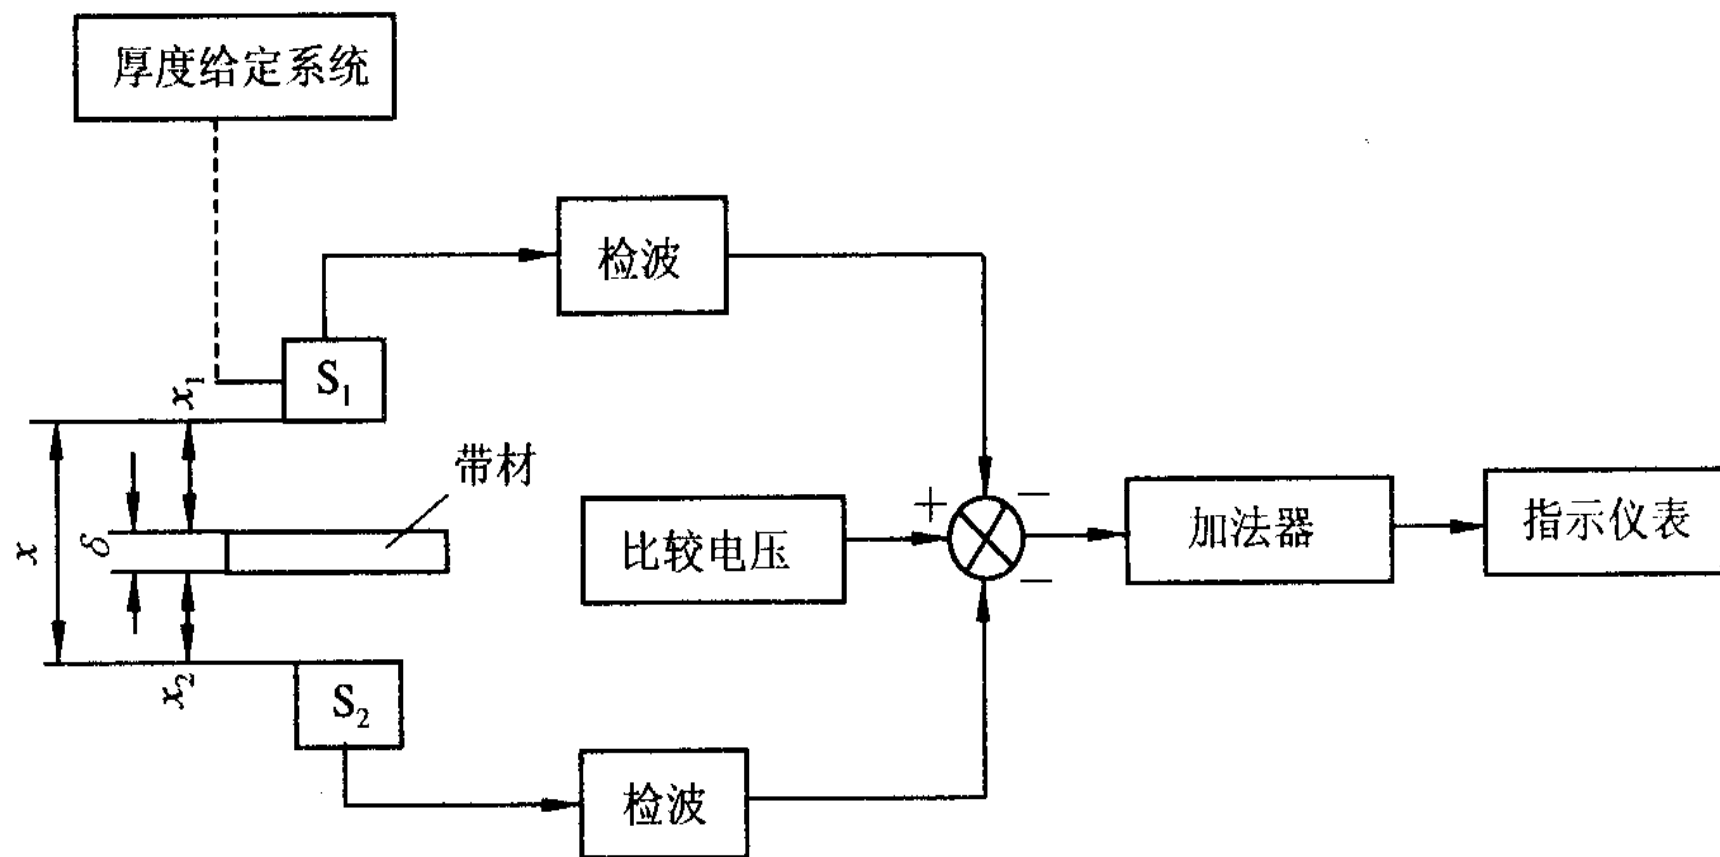 厚度给定系统
检波
S₁
x₁
带材
x
δ
+
−
比较电压
加法器
指示仪表
−
x₂
S₂
检波